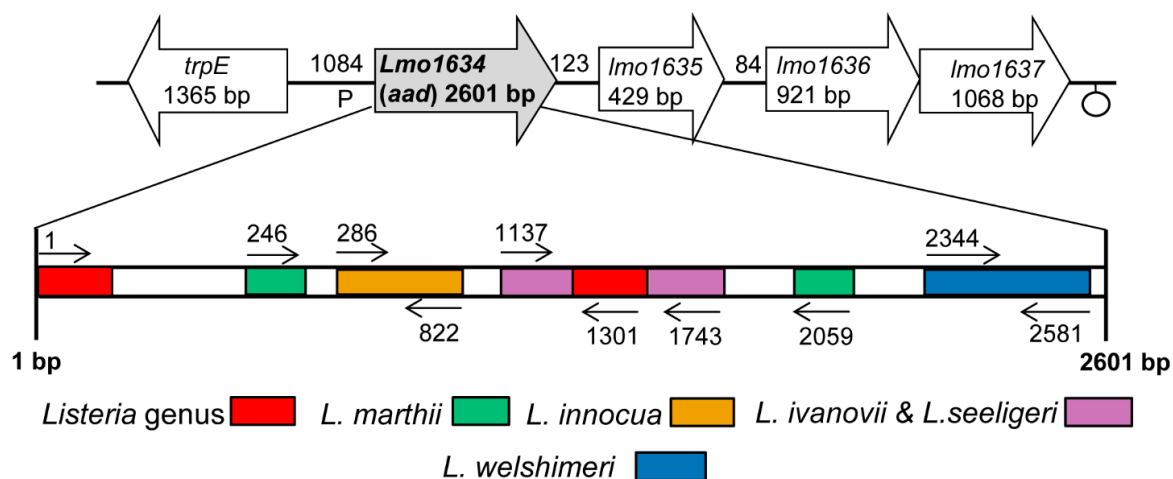 trpE
1365 bp
1084
P
Lmo1634
(aad) 2601 bp
123
lmo1635
429 bp
84
lmo1636
921 bp
lmo1637
1068 bp
1
246
286
1137
2344
822
1301
1743
2059
2581
1 bp
2601 bp
Listeria genus
L. marthii
L. innocua
L. ivanovii & L.seeligeri
L. welshimeri